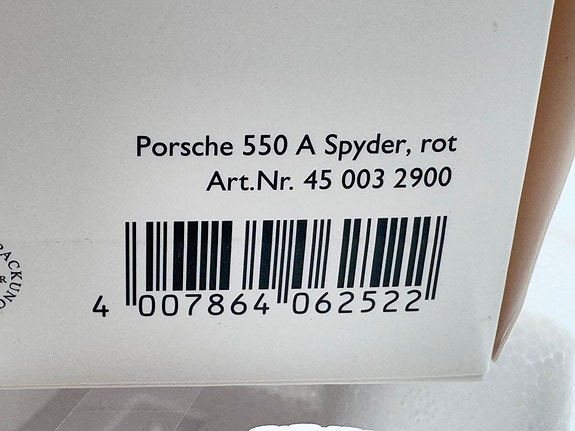 Porsche 550 A Spyder, rot
Art.Nr. 45 003 2900
4 007864 062522